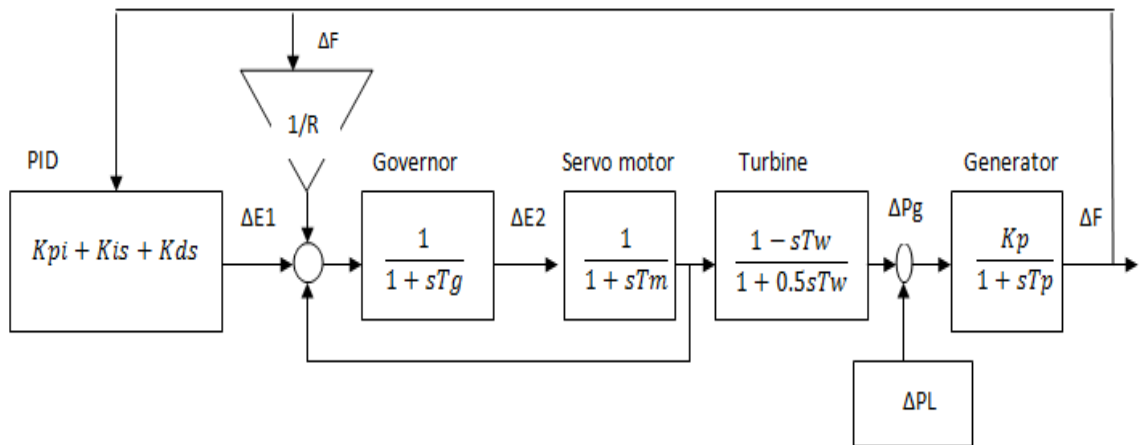 ΔF
1/R
PID
Governor
Servo motor
Turbine
Generator
ΔE1
ΔE2
ΔPg
ΔF
Kpi + Kis + Kds
1
1 + sTg
1
1 + sTm
1 − sTw
1 + 0.5sTw
Kp
1 + sTp
ΔPL